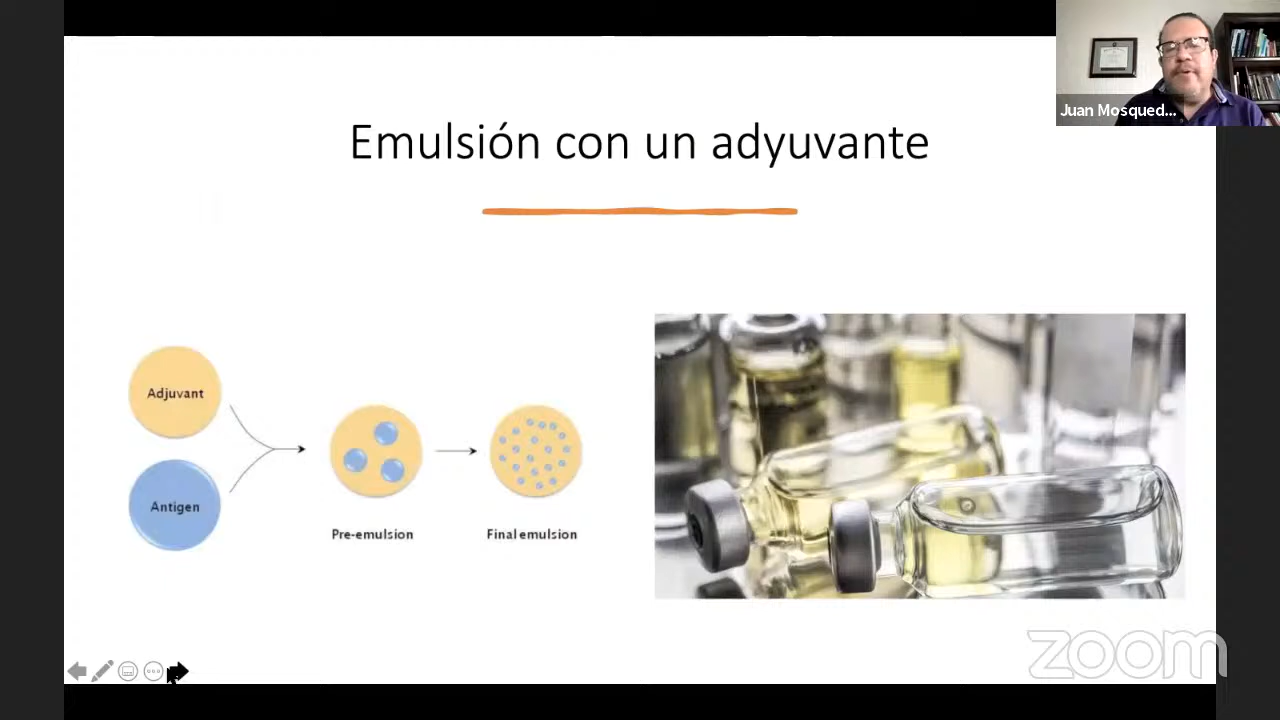 Juan Mosqued...
Emulsión con un adyuvante
Adjuvant
Antigen
Pre-emulsion
Final emulsion
zoom